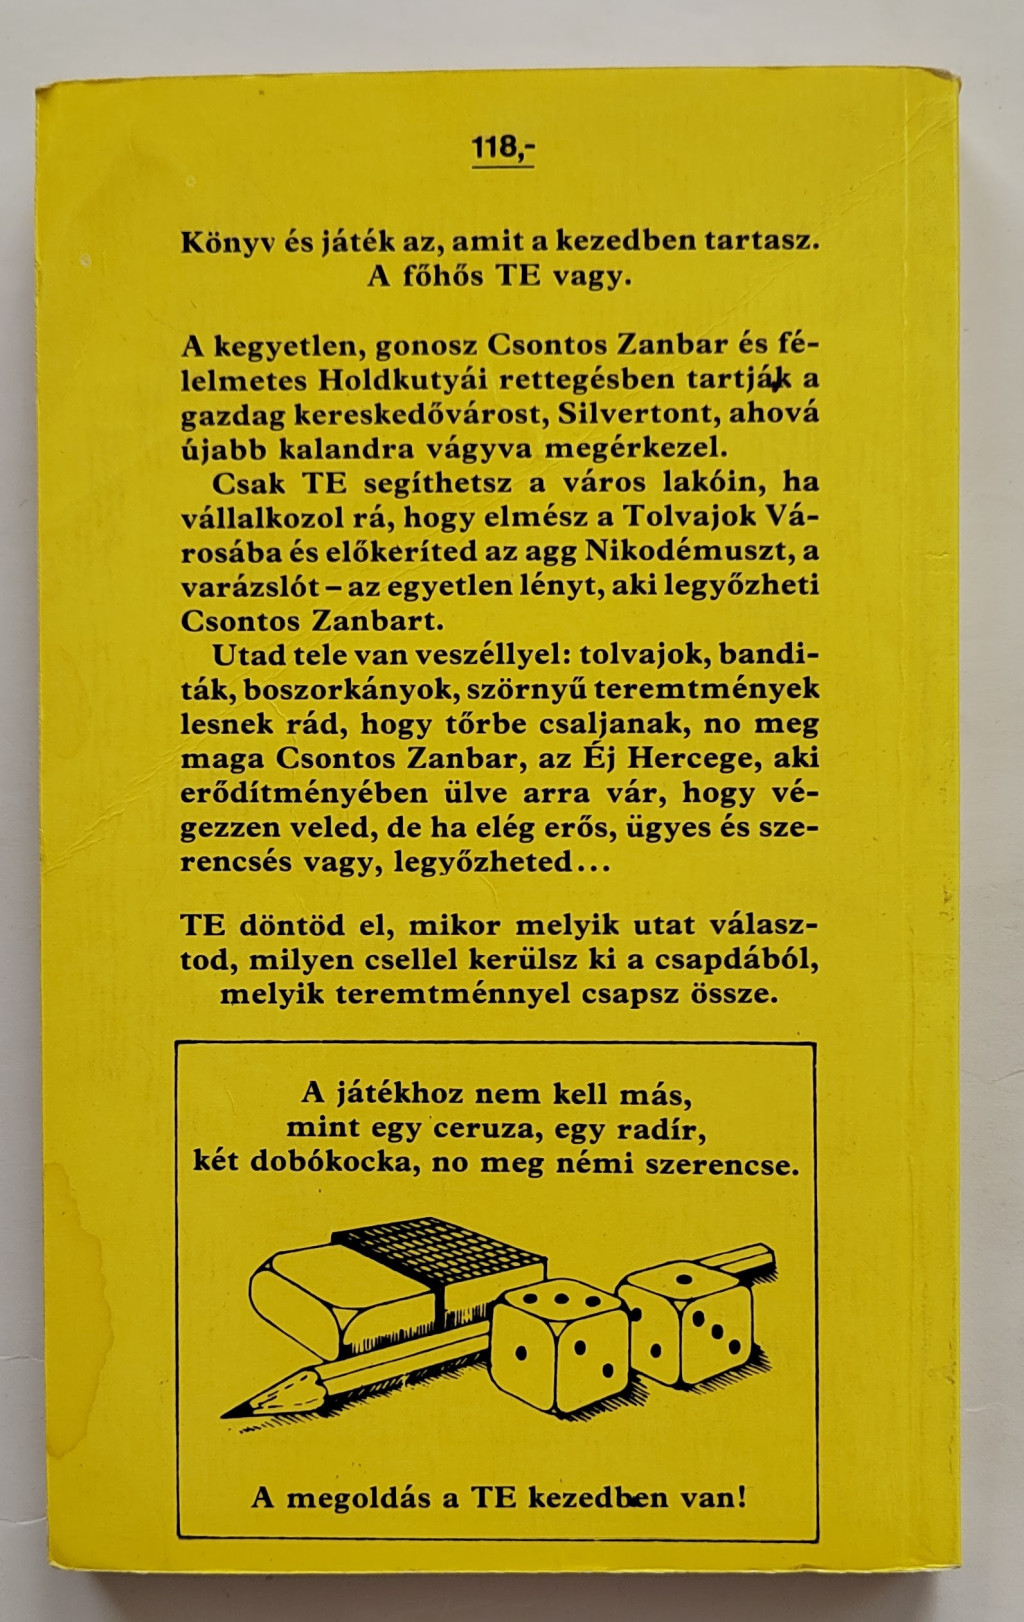 118,-
Könyv és játék az, amit a kezedben tartasz.
A főhős TE vagy.
A kegyetlen, gonosz Csontos Zanbar és fé-
lelmetes Holdkutyái rettegésben tartják a
gazdag kereskedővárost, Silvertont, ahová
újabb kalandra vágyva megérkezel.
Csak TE segíthetsz a város lakóin, ha
vállalkozol rá, hogy elmész a Tolvajok Vá-
rosába és előkeríted az agg Nikodémuszt, a
varázslót – az egyetlen lényt, aki legyőzheti
Csontos Zanbart.
Utad tele van veszéllyel: tolvajok, bandi-
ták, boszorkányok, szörnyű teremtmények
lesnek rád, hogy tőrbe csaljanak, no meg
maga Csontos Zanbar, az Éj Hercege, aki
erődítményében ülve arra vár, hogy vé-
gezzen veled, de ha elég erős, ügyes és sze-
rencsés vagy, legyőzheted...
TE döntöd el, mikor melyik utat válasz-
tod, milyen csellel kerülsz ki a csapdából,
melyik teremtménnyel csapsz össze.
A játékhoz nem kell más,
mint egy ceruza, egy radír,
két dobókocka, no meg némi szerencse.
A megoldás a TE kezedben van!